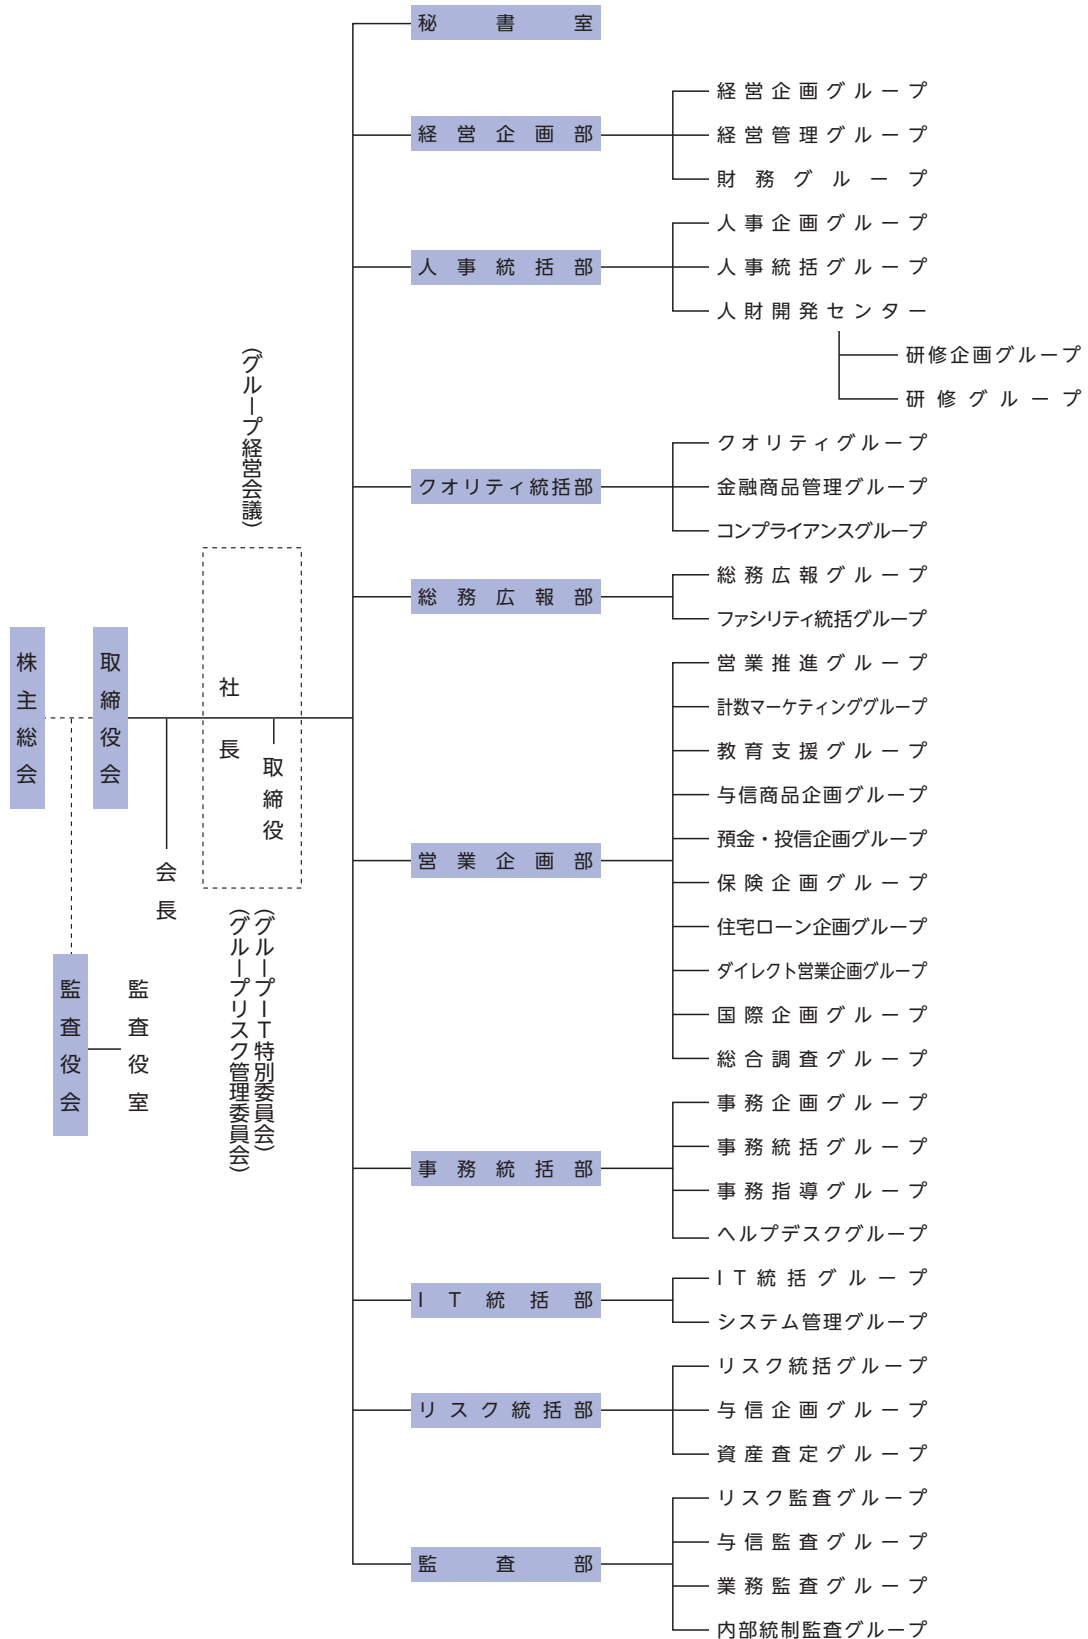 株主総会
取締役会
監査役会
監査役室
会長
(グループ経営会議)
社長
取締役
(グループIT特別委員会)
(グループリスク管理委員会)
秘書室
経営企画部
経営企画グループ
経営管理グループ
財務グループ
人事統括部
人事企画グループ
人事統括グループ
人財開発センター
研修企画グループ
研修グループ
クオリティ統括部
クオリティグループ
金融商品管理グループ
コンプライアンスグループ
総務広報部
総務広報グループ
ファシリティ統括グループ
営業企画部
営業推進グループ
計数マーケティンググループ
教育支援グループ
与信商品企画グループ
預金・投信企画グループ
保険企画グループ
住宅ローン企画グループ
ダイレクト営業企画グループ
国際企画グループ
総合調査グループ
事務統括部
事務企画グループ
事務統括グループ
事務指導グループ
ヘルプデスクグループ
IT統括部
IT統括グループ
システム管理グループ
リスク統括部
リスク統括グループ
与信企画グループ
資産査定グループ
監査部
リスク監査グループ
与信監査グループ
業務監査グループ
内部統制監査グループ